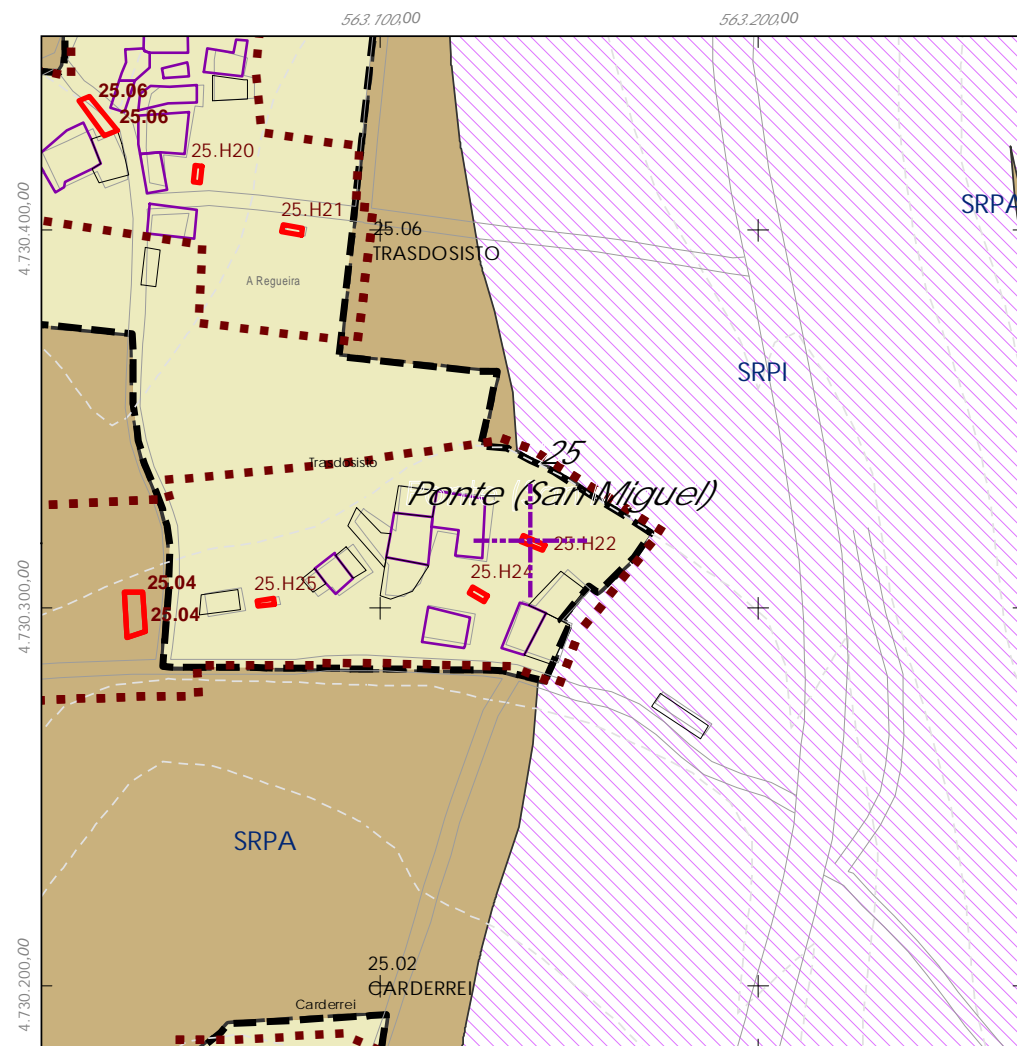 563.100,00
563.200,00
25.06
25.06
25.H20
25.H21
25.06
TRASDOSISTO
4.730.400,00
SRPA
A Regueira
SRPI
25
Trasdosisto
Ponte (San Miguel)
25.H22
25.H24
25.04
25.H25
25.04
4.730.300,00
SRPA
25.02
CARDERREI
Carderrei
4.730.200,00